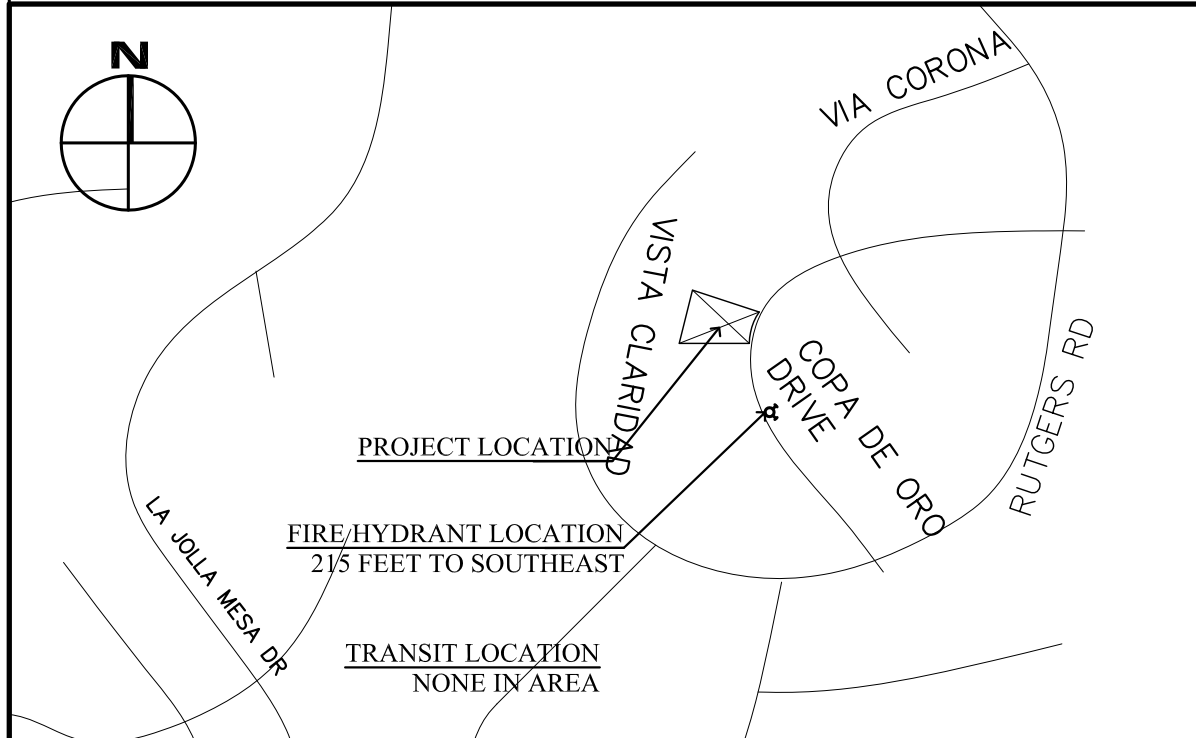 N
VIA CORONA
VISTA CLARIDAD
COPA DE ORO
DRIVE
RUTGERS RD
PROJECT LOCATION
FIRE HYDRANT LOCATION
215 FEET TO SOUTHEAST
LA JOLLA MESA DR
TRANSIT LOCATION
NONE IN AREA